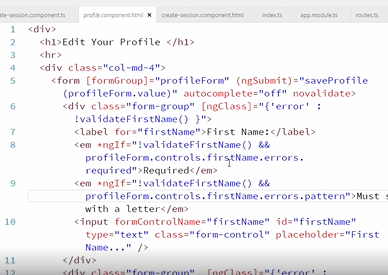 ate-session.component.ts profile.component.html × create-session.component.html index.ts app.module.ts routes.ts
1 <div>
2 <h1>Edit Your Profile </h1>
3 <hr>
4 <div class="col-md-4">
5 <form [formGroup]="profileForm" (ngSubmit)="saveProfile
(profileForm.value)" autocomplete="off" novalidate>
6 <div class="form-group" [ngClass]="{'error' :
!validateFirstName() }">
7 <label for="firstName">First Name:</label>
8 <em *ngIf="!validateFirstName() &&
profileForm.controls.firstName.errors.
required">Required</em>
9 <em *ngIf="!validateFirstName() &&
profileForm.controls.firstName.errors.pattern">Must s
with a letter</em>
10 <input formControlName="firstName" id="firstName"
type="text" class="form-control" placeholder="First
Name..." />
11 </div>
12 <div class="form-group" [ngClass]="{'error' :